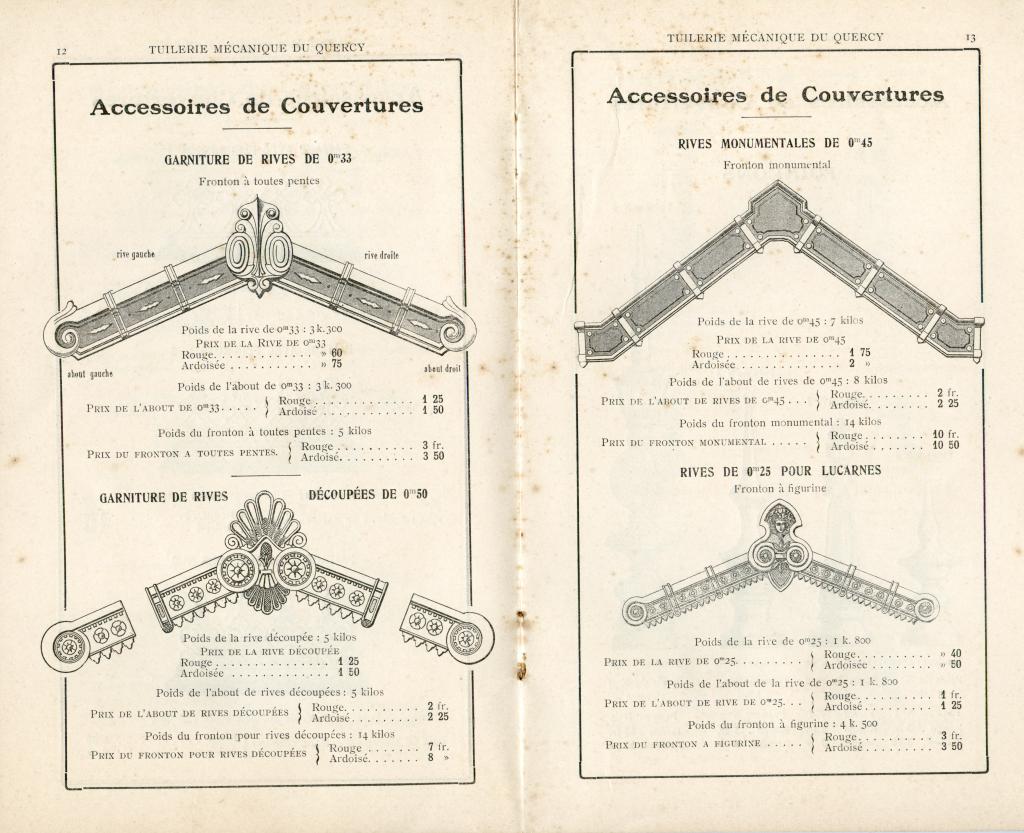 12
TUILERIE MÉCANIQUE DU QUERCY
Accessoires de Couvertures
GARNITURE DE RIVES DE 0ᵐ33
Fronton à toutes pentes
rive gauche
rive droite
Poids de la rive de 0ᵐ33 : 3 k. 300
PRIX DE LA RIVE DE 0ᵐ33
Rouge. . . . . . . . . . . . » 60
Ardoisée . . . . . . . . . . . » 75
about gauche
about droit
Poids de l'about de 0ᵐ33 : 3 k. 300
PRIX DE L'ABOUT DE 0ᵐ33. . . . . { Rouge . . . . . . . . . . . 1 25
Ardoisé . . . . . . . . . . . 1 50
Poids du fronton à toutes pentes : 5 kilos
PRIX DU FRONTON A TOUTES PENTES. { Rouge . . . . . . . . . 3 fr.
Ardoisé. . . . . . . . . 3 50
GARNITURE DE RIVES DÉCOUPÉES DE 0ᵐ50
Poids de la rive découpée : 5 kilos
PRIX DE LA RIVE DÉCOUPÉE
Rouge . . . . . . . . . . . . . 1 25
Ardoisée . . . . . . . . . . . . 1 50
Poids de l'about de rives découpées : 5 kilos
PRIX DE L'ABOUT DE RIVES DÉCOUPÉES { Rouge. . . . . . . . . 2 fr.
Ardoisé . . . . . . . . 2 25
Poids du fronton pour rives découpées : 14 kilos
PRIX DU FRONTON POUR RIVES DÉCOUPÉES { Rouge . . . . . . . 7 fr.
Ardoisé. . . . . . . 8 »
TUILERIE MÉCANIQUE DU QUERCY
13
Accessoires de Couvertures
RIVES MONUMENTALES DE 0ᵐ45
Fronton monumental
Poids de la rive de 0ᵐ45 : 7 kilos
PRIX DE LA RIVE DE 0ᵐ45
Rouge . . . . . . . . . . . . . 1 75
Ardoisée . . . . . . . . . . . . 2 »
Poids de l'about de rives de 0ᵐ45 : 8 kilos
PRIX DE L'ABOUT DE RIVES DE 0ᵐ45 . . . { Rouge . . . . . . . . 2 fr.
Ardoisé. . . . . . . . 2 25
Poids du fronton monumental : 14 kilos
PRIX DU FRONTON MONUMENTAL . . . . . { Rouge . . . . . . . . 10 fr.
Ardoisé . . . . . . . . 10 50
RIVES DE 0ᵐ25 POUR LUCARNES
Fronton à figurine
Poids de la rive de 0ᵐ25 : 1 k. 800
PRIX DE LA RIVE DE 0ᵐ25. . . . . . . . . { Rouge. . . . . . . . . . » 40
Ardoisée . . . . . . . . . » 50
Poids de l'about de la rive de 0ᵐ25 : 1 k. 800
PRIX DE L'ABOUT DE RIVE DE 0ᵐ25. . . { Rouge. . . . . . . . . . 1 fr.
Ardoisé . . . . . . . . . 1 25
Poids du fronton à figurine : 4 k. 500
PRIX DU FRONTON A FIGURINE . . . . . { Rouge. . . . . . . . . . 3 fr.
Ardoisé . . . . . . . . . 3 50